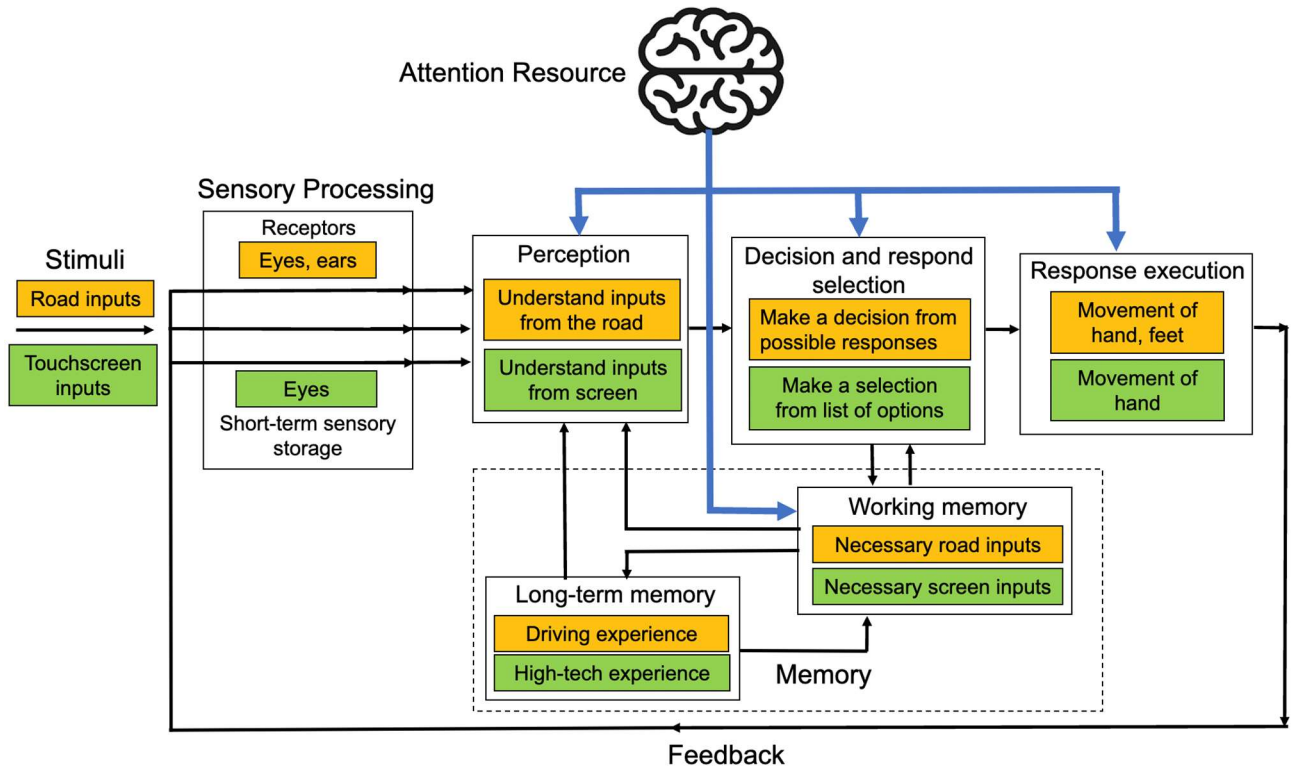 Attention Resource
Sensory Processing
Receptors
Eyes, ears
Stimuli
Road inputs
Touchscreen
inputs
Eyes
Short-term sensory
storage
Perception
Understand inputs
from the road
Understand inputs
from screen
Decision and respond
selection
Make a decision from
possible responses
Make a selection
from list of options
Response execution
Movement of
hand, feet
Movement of
hand
Working memory
Necessary road inputs
Necessary screen inputs
Long-term memory
Driving experience
High-tech experience
Memory
Feedback